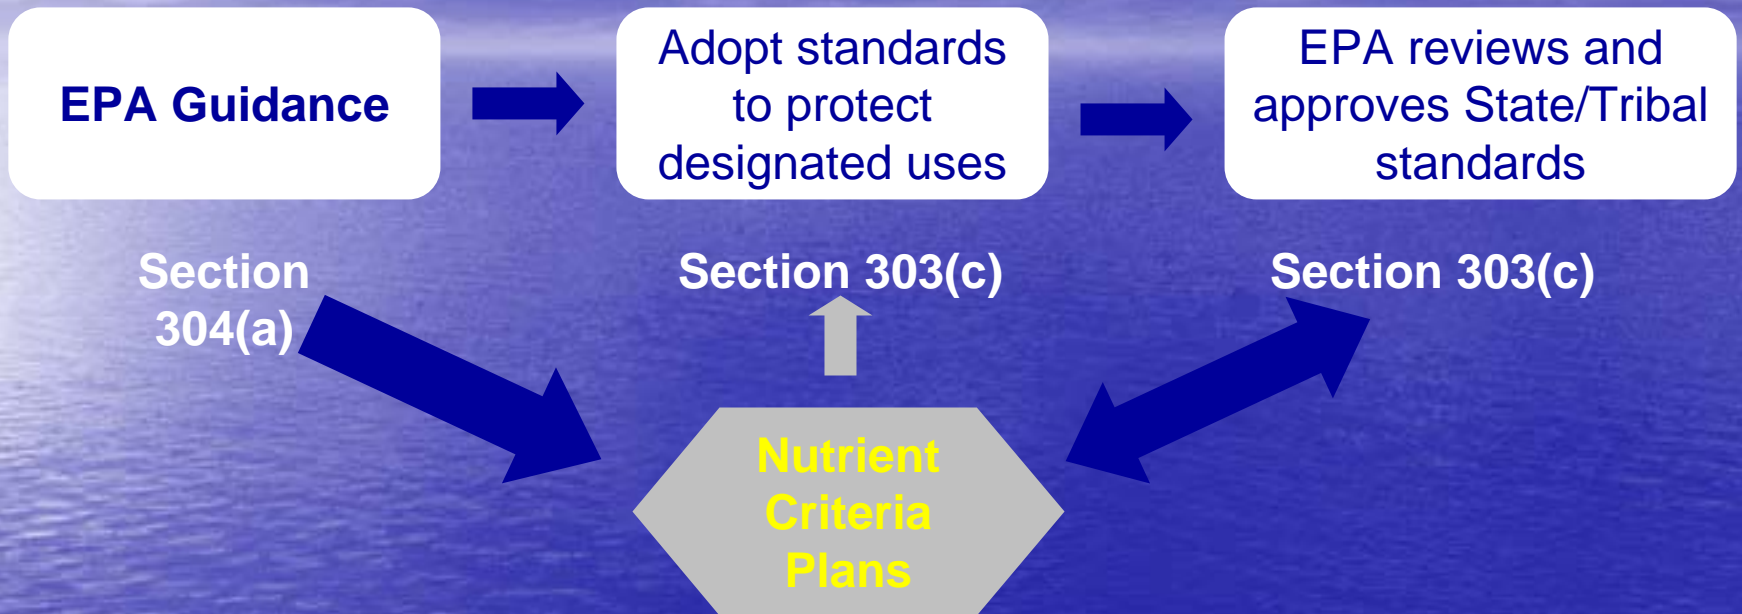 EPA Guidance
Adopt standards
to protect
designated uses
EPA reviews and
approves State/Tribal
standards
Section
304(a)
Section 303(c)
Section 303(c)
Nutrient
Criteria
Plans